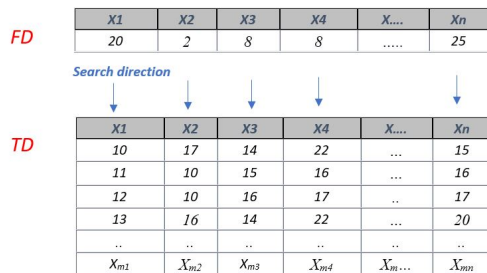 X1 X2 X3 X4 X.... Xn
FD 20 2 8 8 ..... 25
Search direction
X1 X2 X3 X4 X.... Xn
TD 10 17 14 22 ... 15
11 10 15 16 ... 16
12 10 16 17 .. 17
13 16 14 22 ... 20
.. .. .. .. .. ..
Xm1 Xm2 Xm3 Xm4 Xm... Xmn